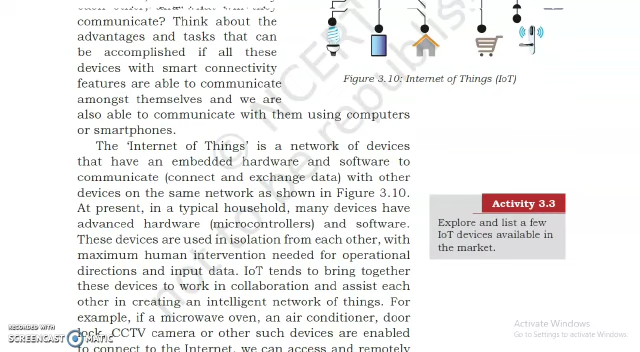 communicate? Think about the
advantages and tasks that can
be accomplished if all these
devices with smart connectivity
features are able to communicate
amongst themselves and we are
also able to communicate with them using computers
or smartphones.
Figure 3.10: Internet of Things (IoT)
The ‘Internet of Things’ is a network of devices
that have an embedded hardware and software to
communicate (connect and exchange data) with other
devices on the same network as shown in Figure 3.10.
At present, in a typical household, many devices have
advanced hardware (microcontrollers) and software.
These devices are used in isolation from each other, with
maximum human intervention needed for operational
directions and input data. IoT tends to bring together
these devices to work in collaboration and assist each
other in creating an intelligent network of things. For
example, if a microwave oven, an air conditioner, door
lock, CCTV camera or other such devices are enabled
to connect to the Internet, we can access and remotely
Activity 3.3
Explore and list a few
IoT devices available in
the market.
© NCERT
not to be republished
Activate Windows
Go to Settings to activate Windows.
RECORDED WITH
SCREENCAST MATIC